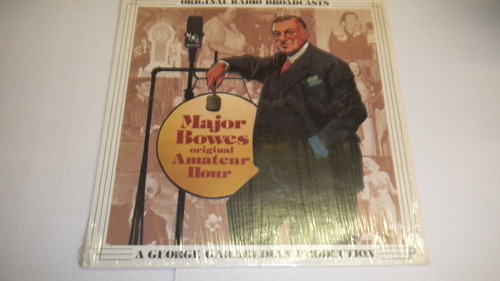 ORIGINAL RADIO BROADCASTS
Major
Bowes
original
Amateur
Hour
A GEORGE GARABEDIAN PRODUCTION